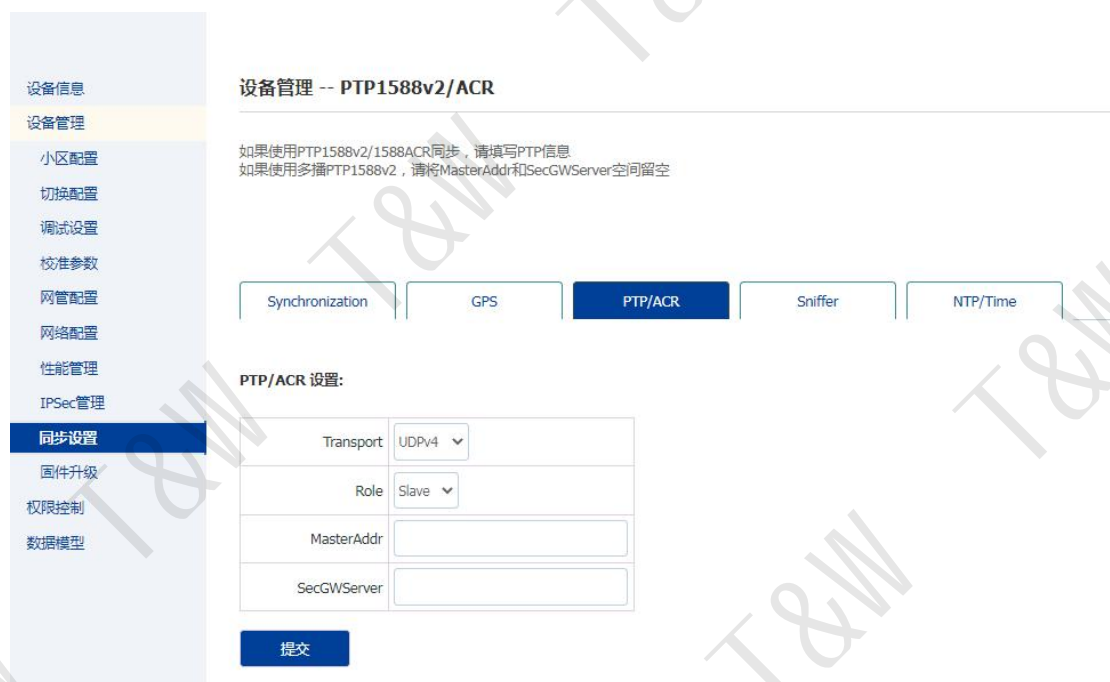 设备信息
设备管理
小区配置
切换配置
调试设置
校准参数
网管配置
网络配置
性能管理
IPSec管理
同步设置
固件升级
权限控制
数据模型
设备管理 -- PTP1588v2/ACR
如果使用PTP1588v2/1588ACR同步，请填写PTP信息
如果使用多播PTP1588v2，请将MasterAddr和SecGWServer空间留空
Synchronization GPS PTP/ACR Sniffer NTP/Time
PTP/ACR 设置:
Transport UDPv4
Role Slave
MasterAddr
SecGWServer
提交
T&W
T&W
T&W
T&W
T&W